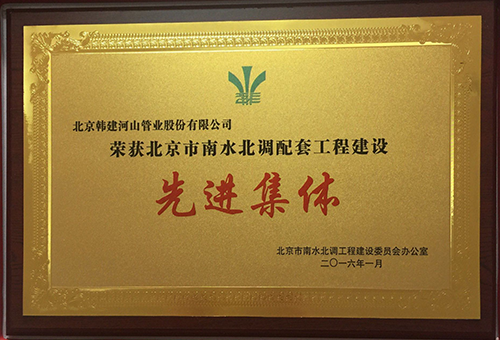 北京韩建河山管业股份有限公司
荣获北京市南水北调配套工程建设
先进集体
北京市南水北调工程建设委员会办公室
二〇一六年一月